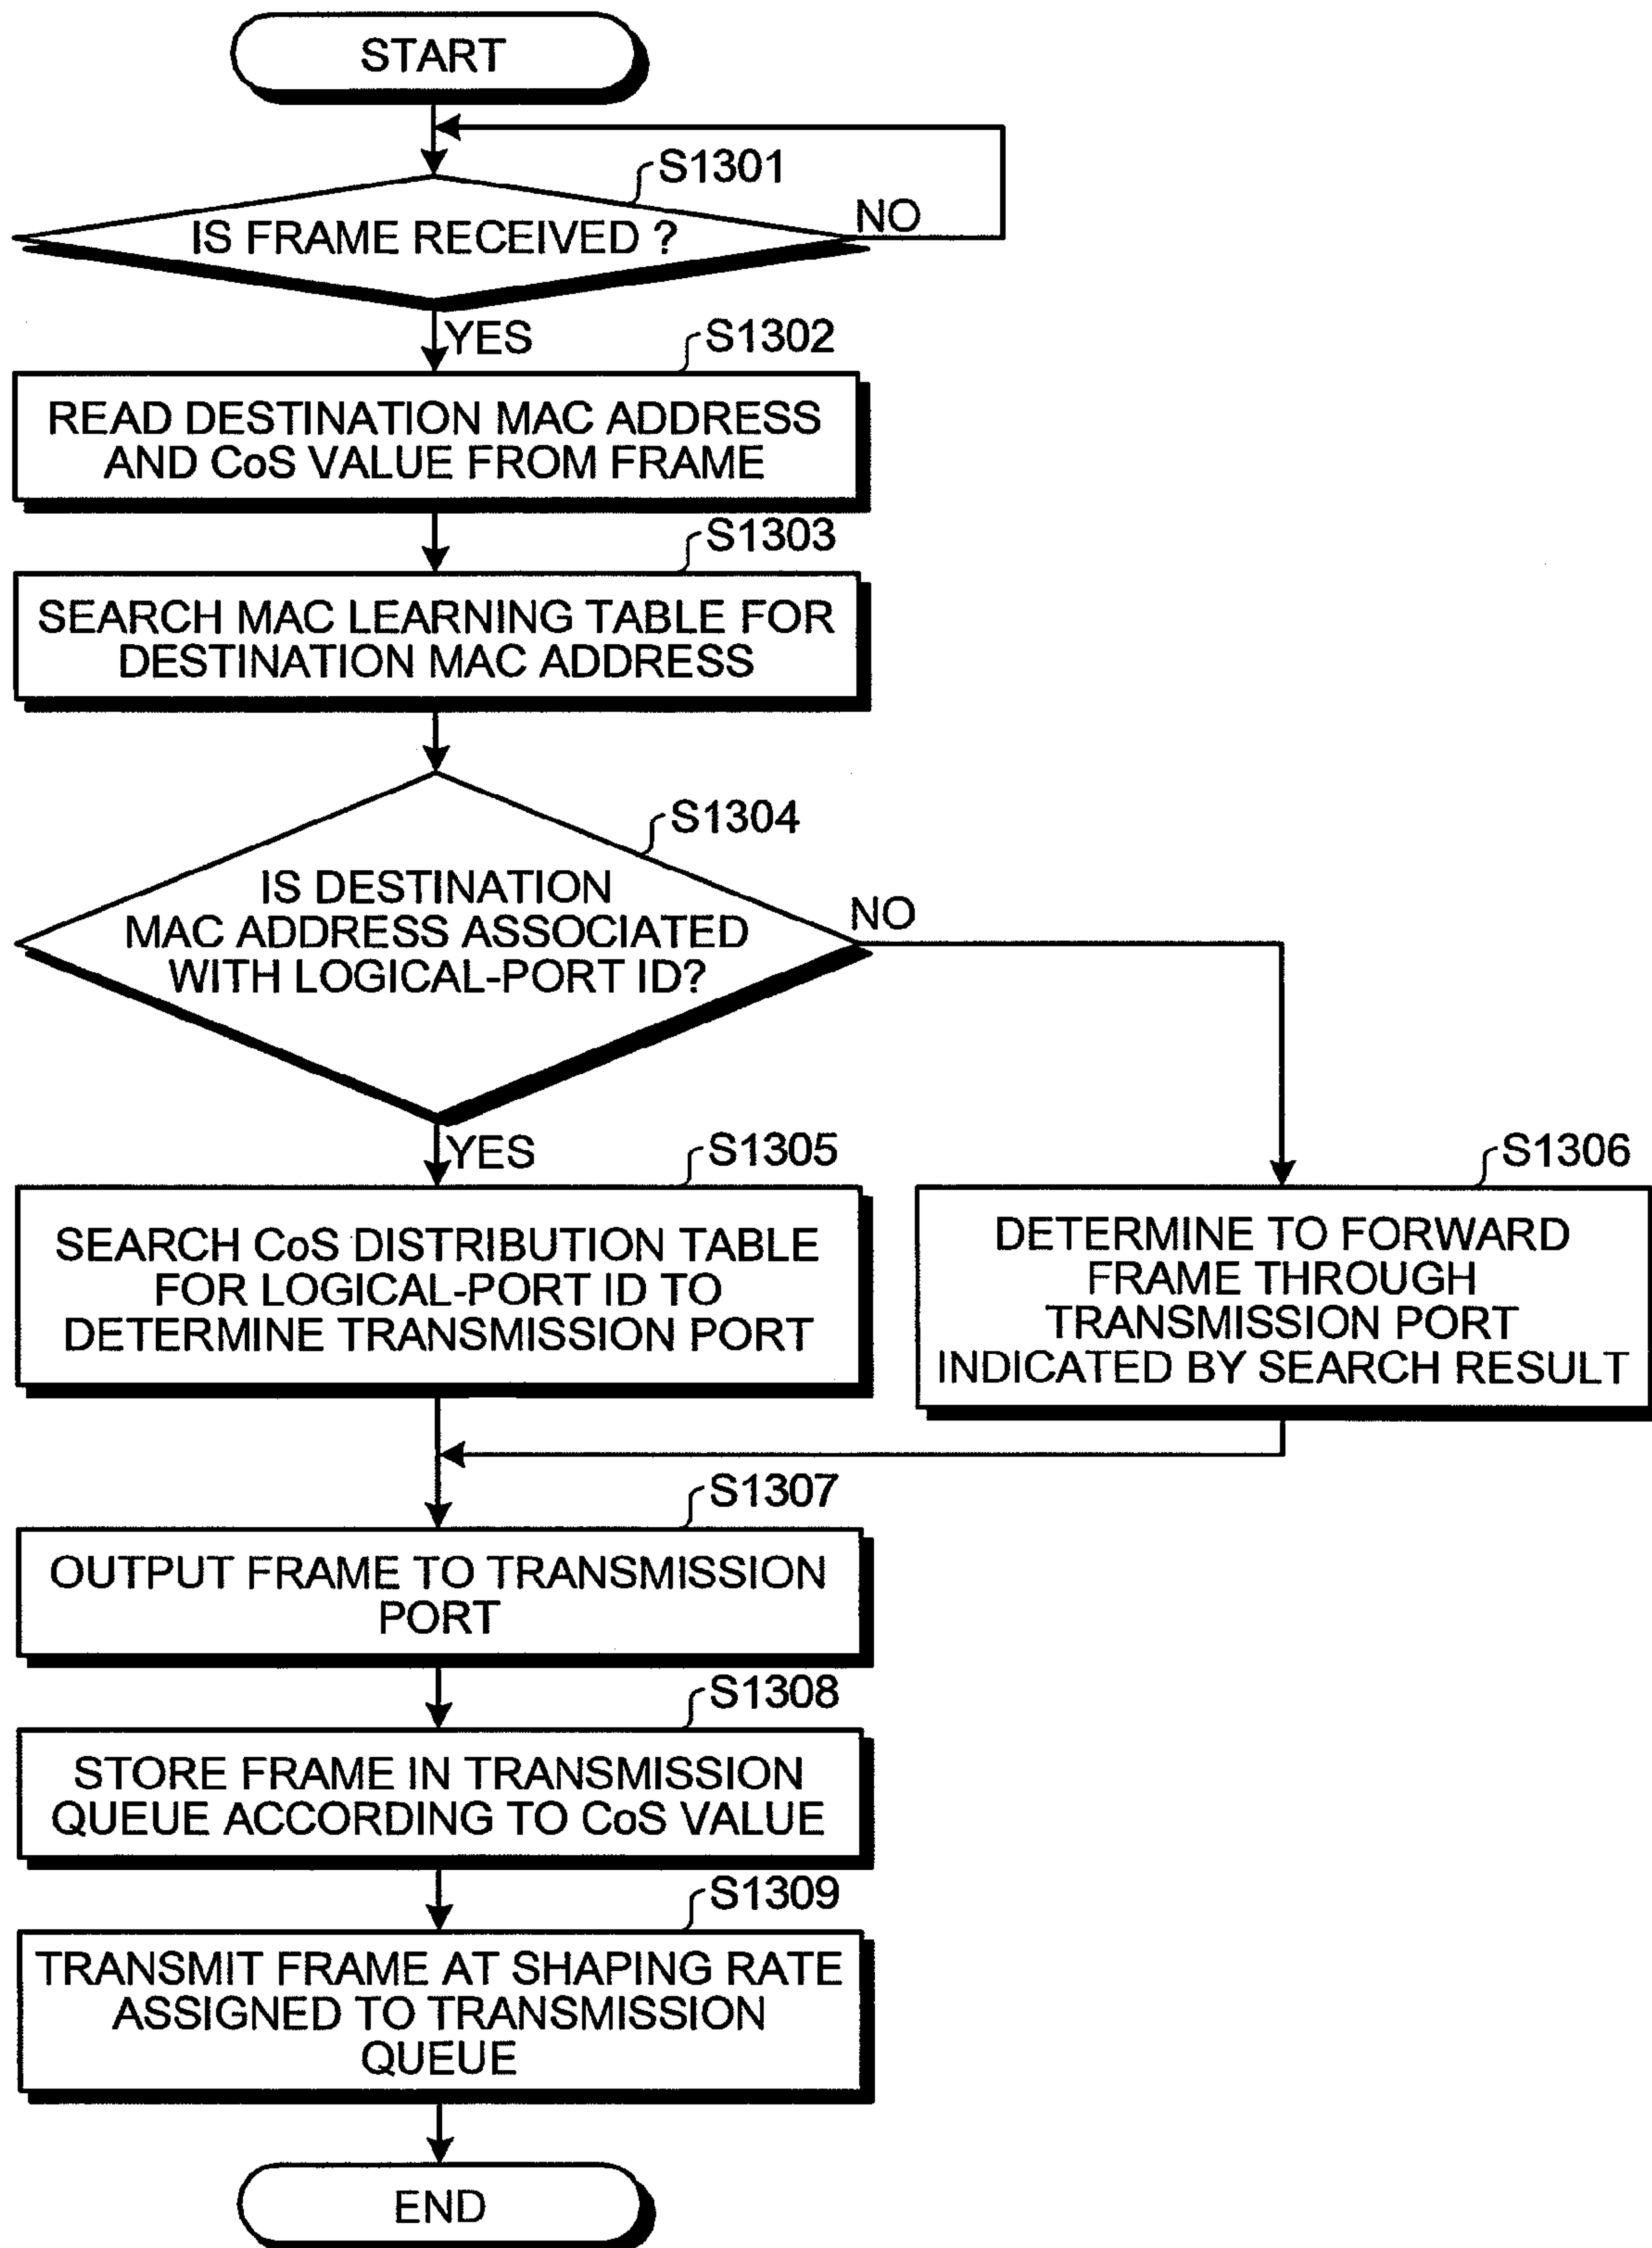 START
S1301
IS FRAME RECEIVED ?
NO
YES
S1302
READ DESTINATION MAC ADDRESS
AND CoS VALUE FROM FRAME
S1303
SEARCH MAC LEARNING TABLE FOR
DESTINATION MAC ADDRESS
S1304
IS DESTINATION
MAC ADDRESS ASSOCIATED
WITH LOGICAL-PORT ID?
NO
YES
S1305
SEARCH CoS DISTRIBUTION TABLE
FOR LOGICAL-PORT ID TO
DETERMINE TRANSMISSION PORT
S1306
DETERMINE TO FORWARD
FRAME THROUGH
TRANSMISSION PORT
INDICATED BY SEARCH RESULT
S1307
OUTPUT FRAME TO TRANSMISSION
PORT
S1308
STORE FRAME IN TRANSMISSION
QUEUE ACCORDING TO CoS VALUE
S1309
TRANSMIT FRAME AT SHAPING RATE
ASSIGNED TO TRANSMISSION
QUEUE
END